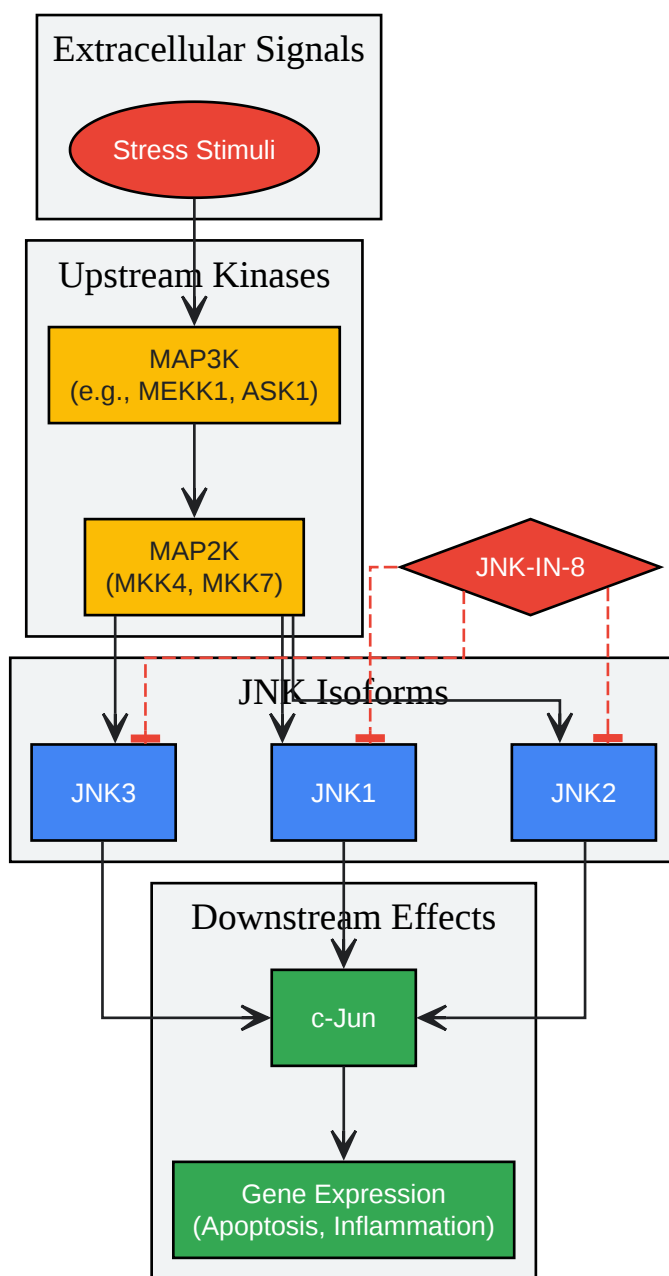 Extracellular Signals
Stress Stimuli
Upstream Kinases
MAP3K
(e.g., MEKK1, ASK1)
MAP2K
(MKK4, MKK7)
JNK-IN-8
JNK Isoforms
JNK3
JNK1
JNK2
Downstream Effects
c-Jun
Gene Expression
(Apoptosis, Inflammation)